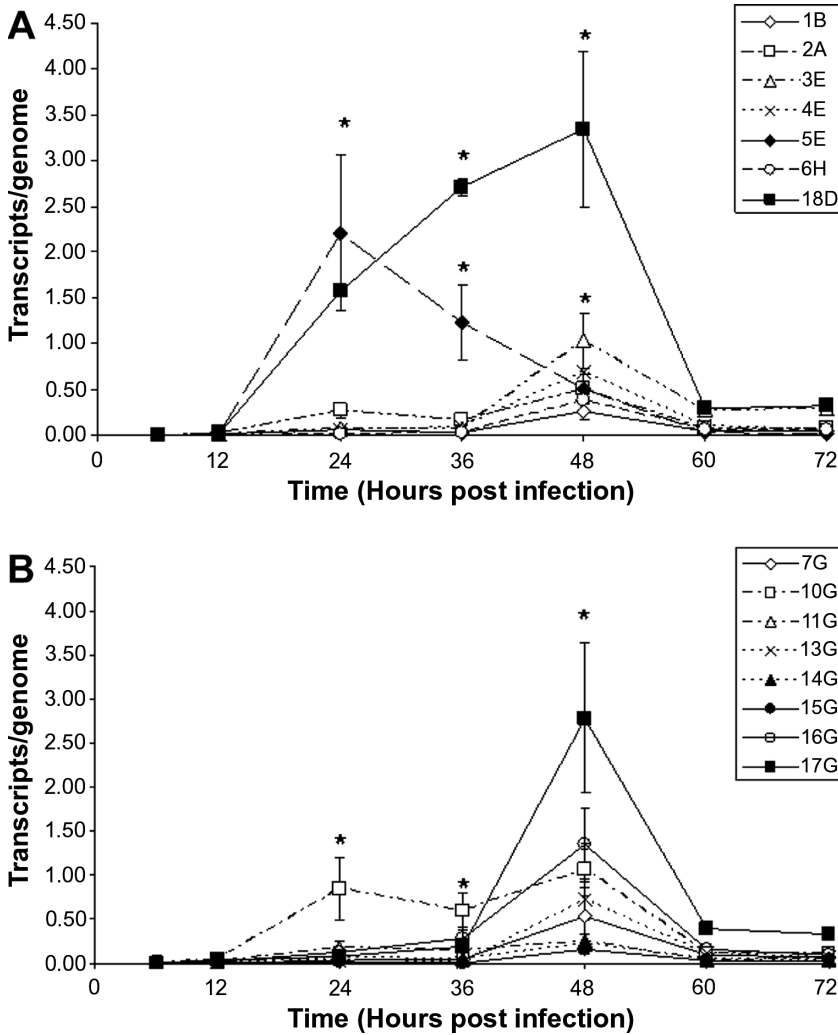 A
4.50
4.00
3.50
3.00
2.50
2.00
1.50
1.00
0.50
0.00
Transcripts/genome
* * * * *
0 12 24 36 48 60 72
Time (Hours post infection)
1B
2A
3E
4E
5E
6H
18D
B
4.50
4.00
3.50
3.00
2.50
2.00
1.50
1.00
0.50
0.00
Transcripts/genome
* * *
0 12 24 36 48 60 72
Time (Hours post infection)
7G
10G
11G
13G
14G
15G
16G
17G